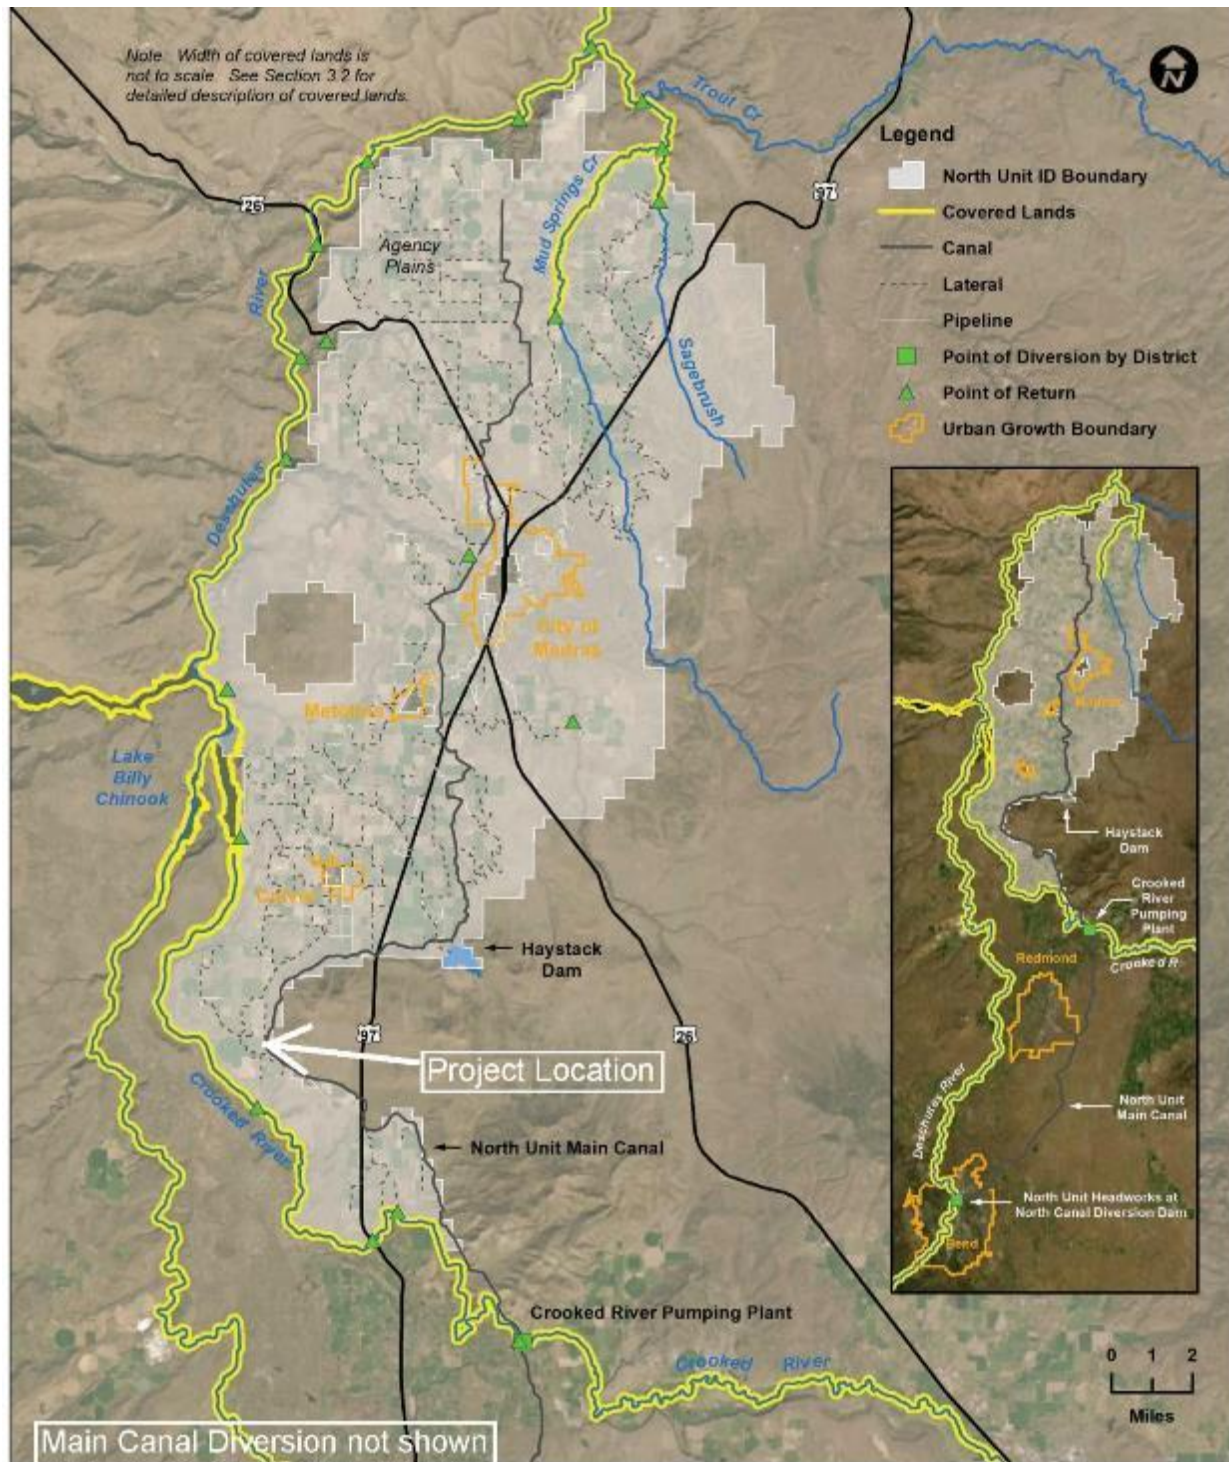 Note. Width of covered lands is
not to scale. See Section 3.2 for
detailed description of covered lands.
N
Trout Cr
Legend
North Unit ID Boundary
Covered Lands
Canal
Lateral
Pipeline
Point of Diversion by District
Point of Return
Urban Growth Boundary
26
97
Mud Springs Cr
Agency
Plains
River
Sagebrush
Deschutes
City of
Madras
Metolius
Lake
Billy
Chinook
Culver
Haystack
Dam
97
26
Project Location
Crooked River
North Unit Main Canal
Crooked River Pumping Plant
Crooked River
Main Canal Diversion not shown
Madras
Haystack
Dam
Crooked
River
Pumping
Plant
Crooked R
Redmond
Deschutes River
North Unit
Main Canal
North Unit Headworks at
North Canal Diversion Dam
Bend
0 1 2
Miles